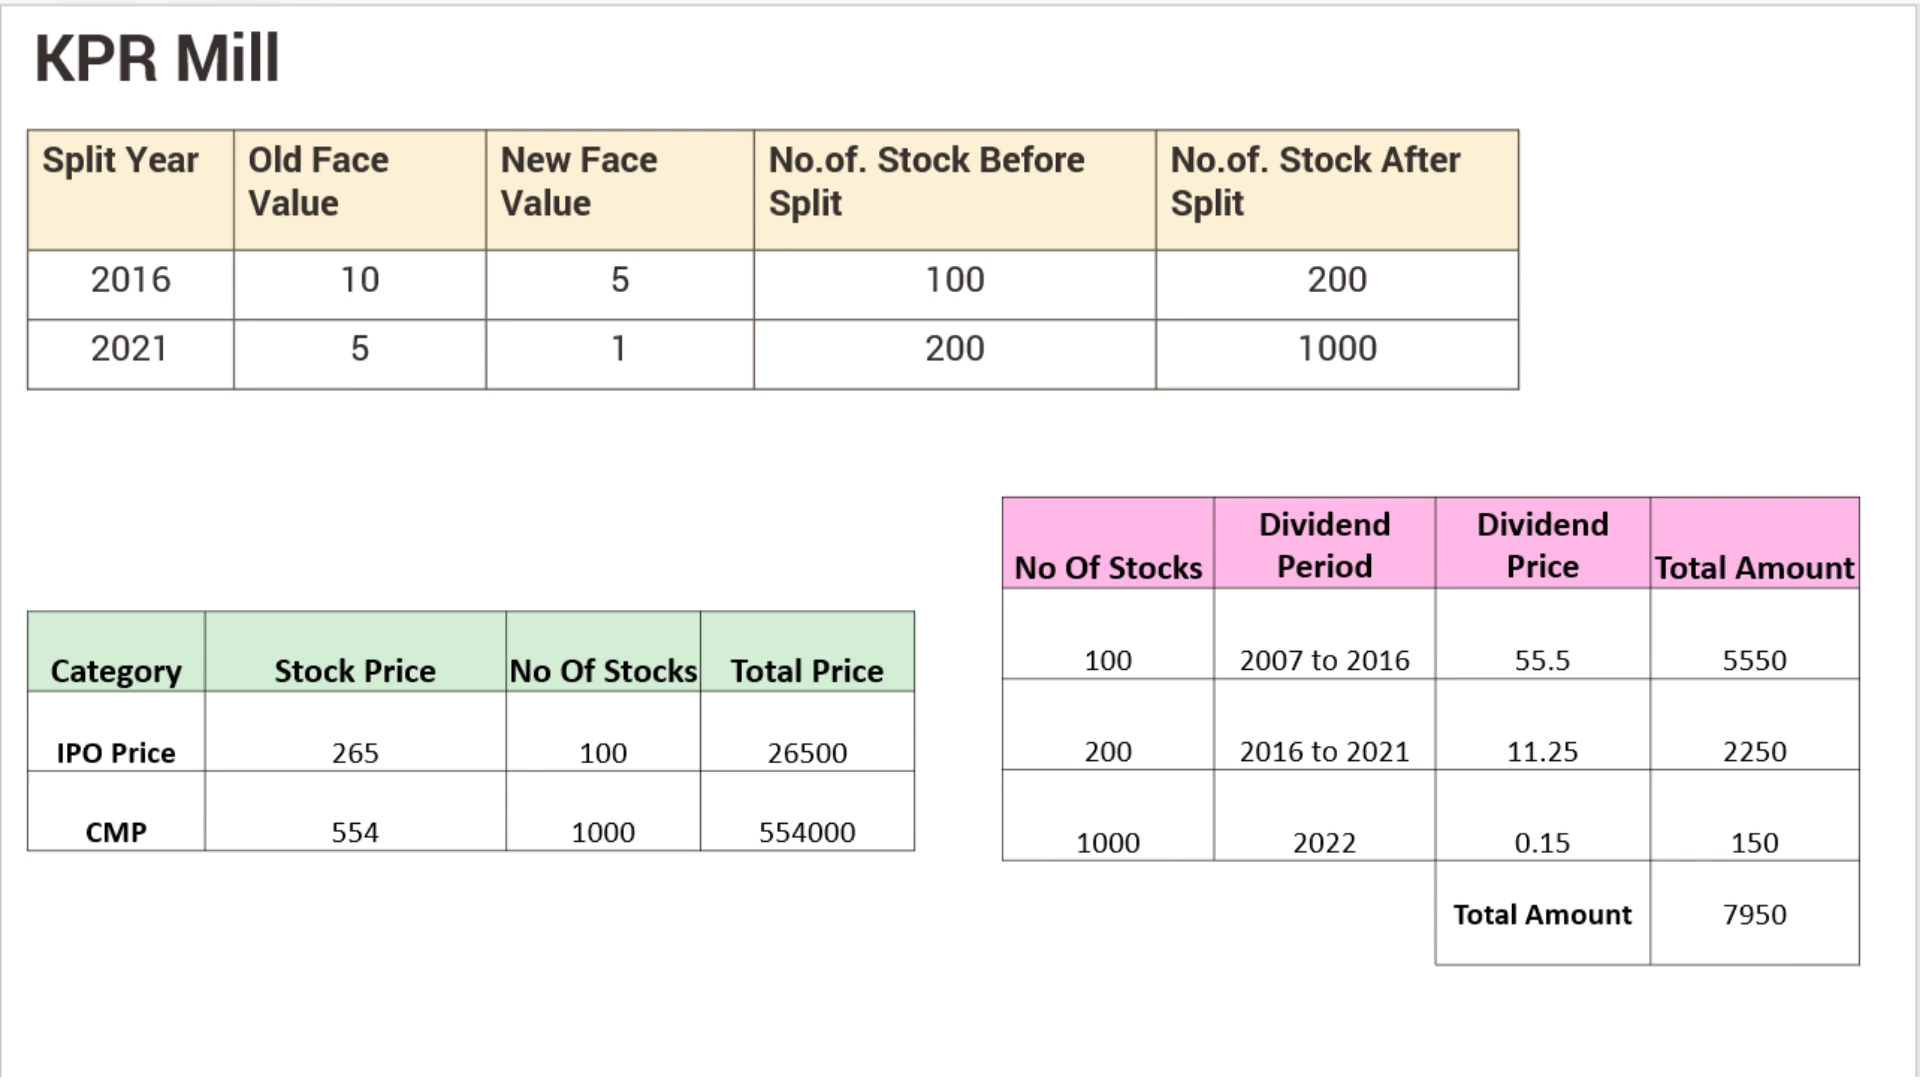 KPR Mill
Split Year Old Face Value New Face Value No.of. Stock Before Split No.of. Stock After Split
2016 10 5 100 200
2021 5 1 200 1000
Category Stock Price No Of Stocks Total Price
IPO Price 265 100 26500
CMP 554 1000 554000
No Of Stocks Dividend Period Dividend Price Total Amount
100 2007 to 2016 55.5 5550
200 2016 to 2021 11.25 2250
1000 2022 0.15 150
Total Amount 7950